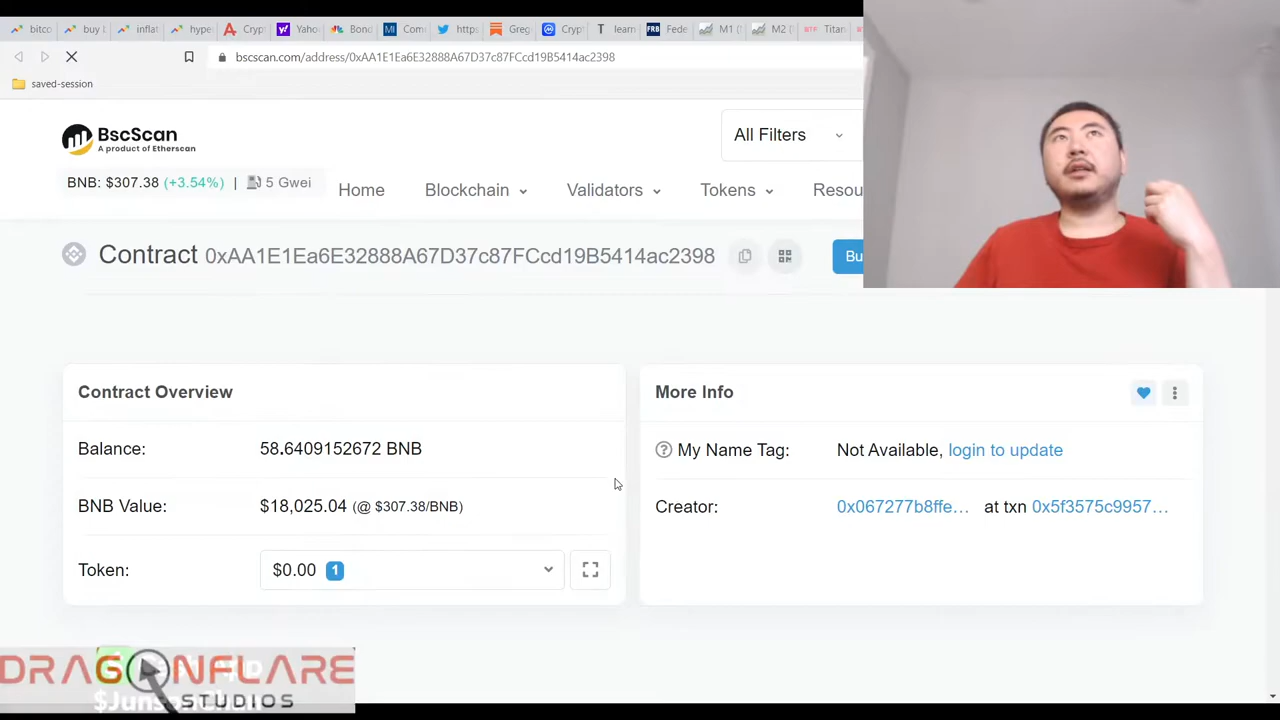 bitco buy l inflat hype Cryp Yaho Bond Com https Greg Cryp learn Fede M1 ( M2 ( Titan
bscscan.com/address/0xAA1E1Ea6E32888A67D37c87FCcd19B5414ac2398
saved-session
BscScan
A product of Etherscan
All Filters
BNB: $307.38 (+3.54%) | 5 Gwei
Home Blockchain Validators Tokens Resou
Contract 0xAA1E1Ea6E32888A67D37c87FCcd19B5414ac2398
Bu
Contract Overview
Balance: 58.6409152672 BNB
BNB Value: $18,025.04 (@ $307.38/BNB)
Token: $0.00 1
More Info
My Name Tag: Not Available, login to update
Creator: 0x067277b8ffe... at txn 0x5f3575c9957...
DRAGONFLARE
STUDIOS